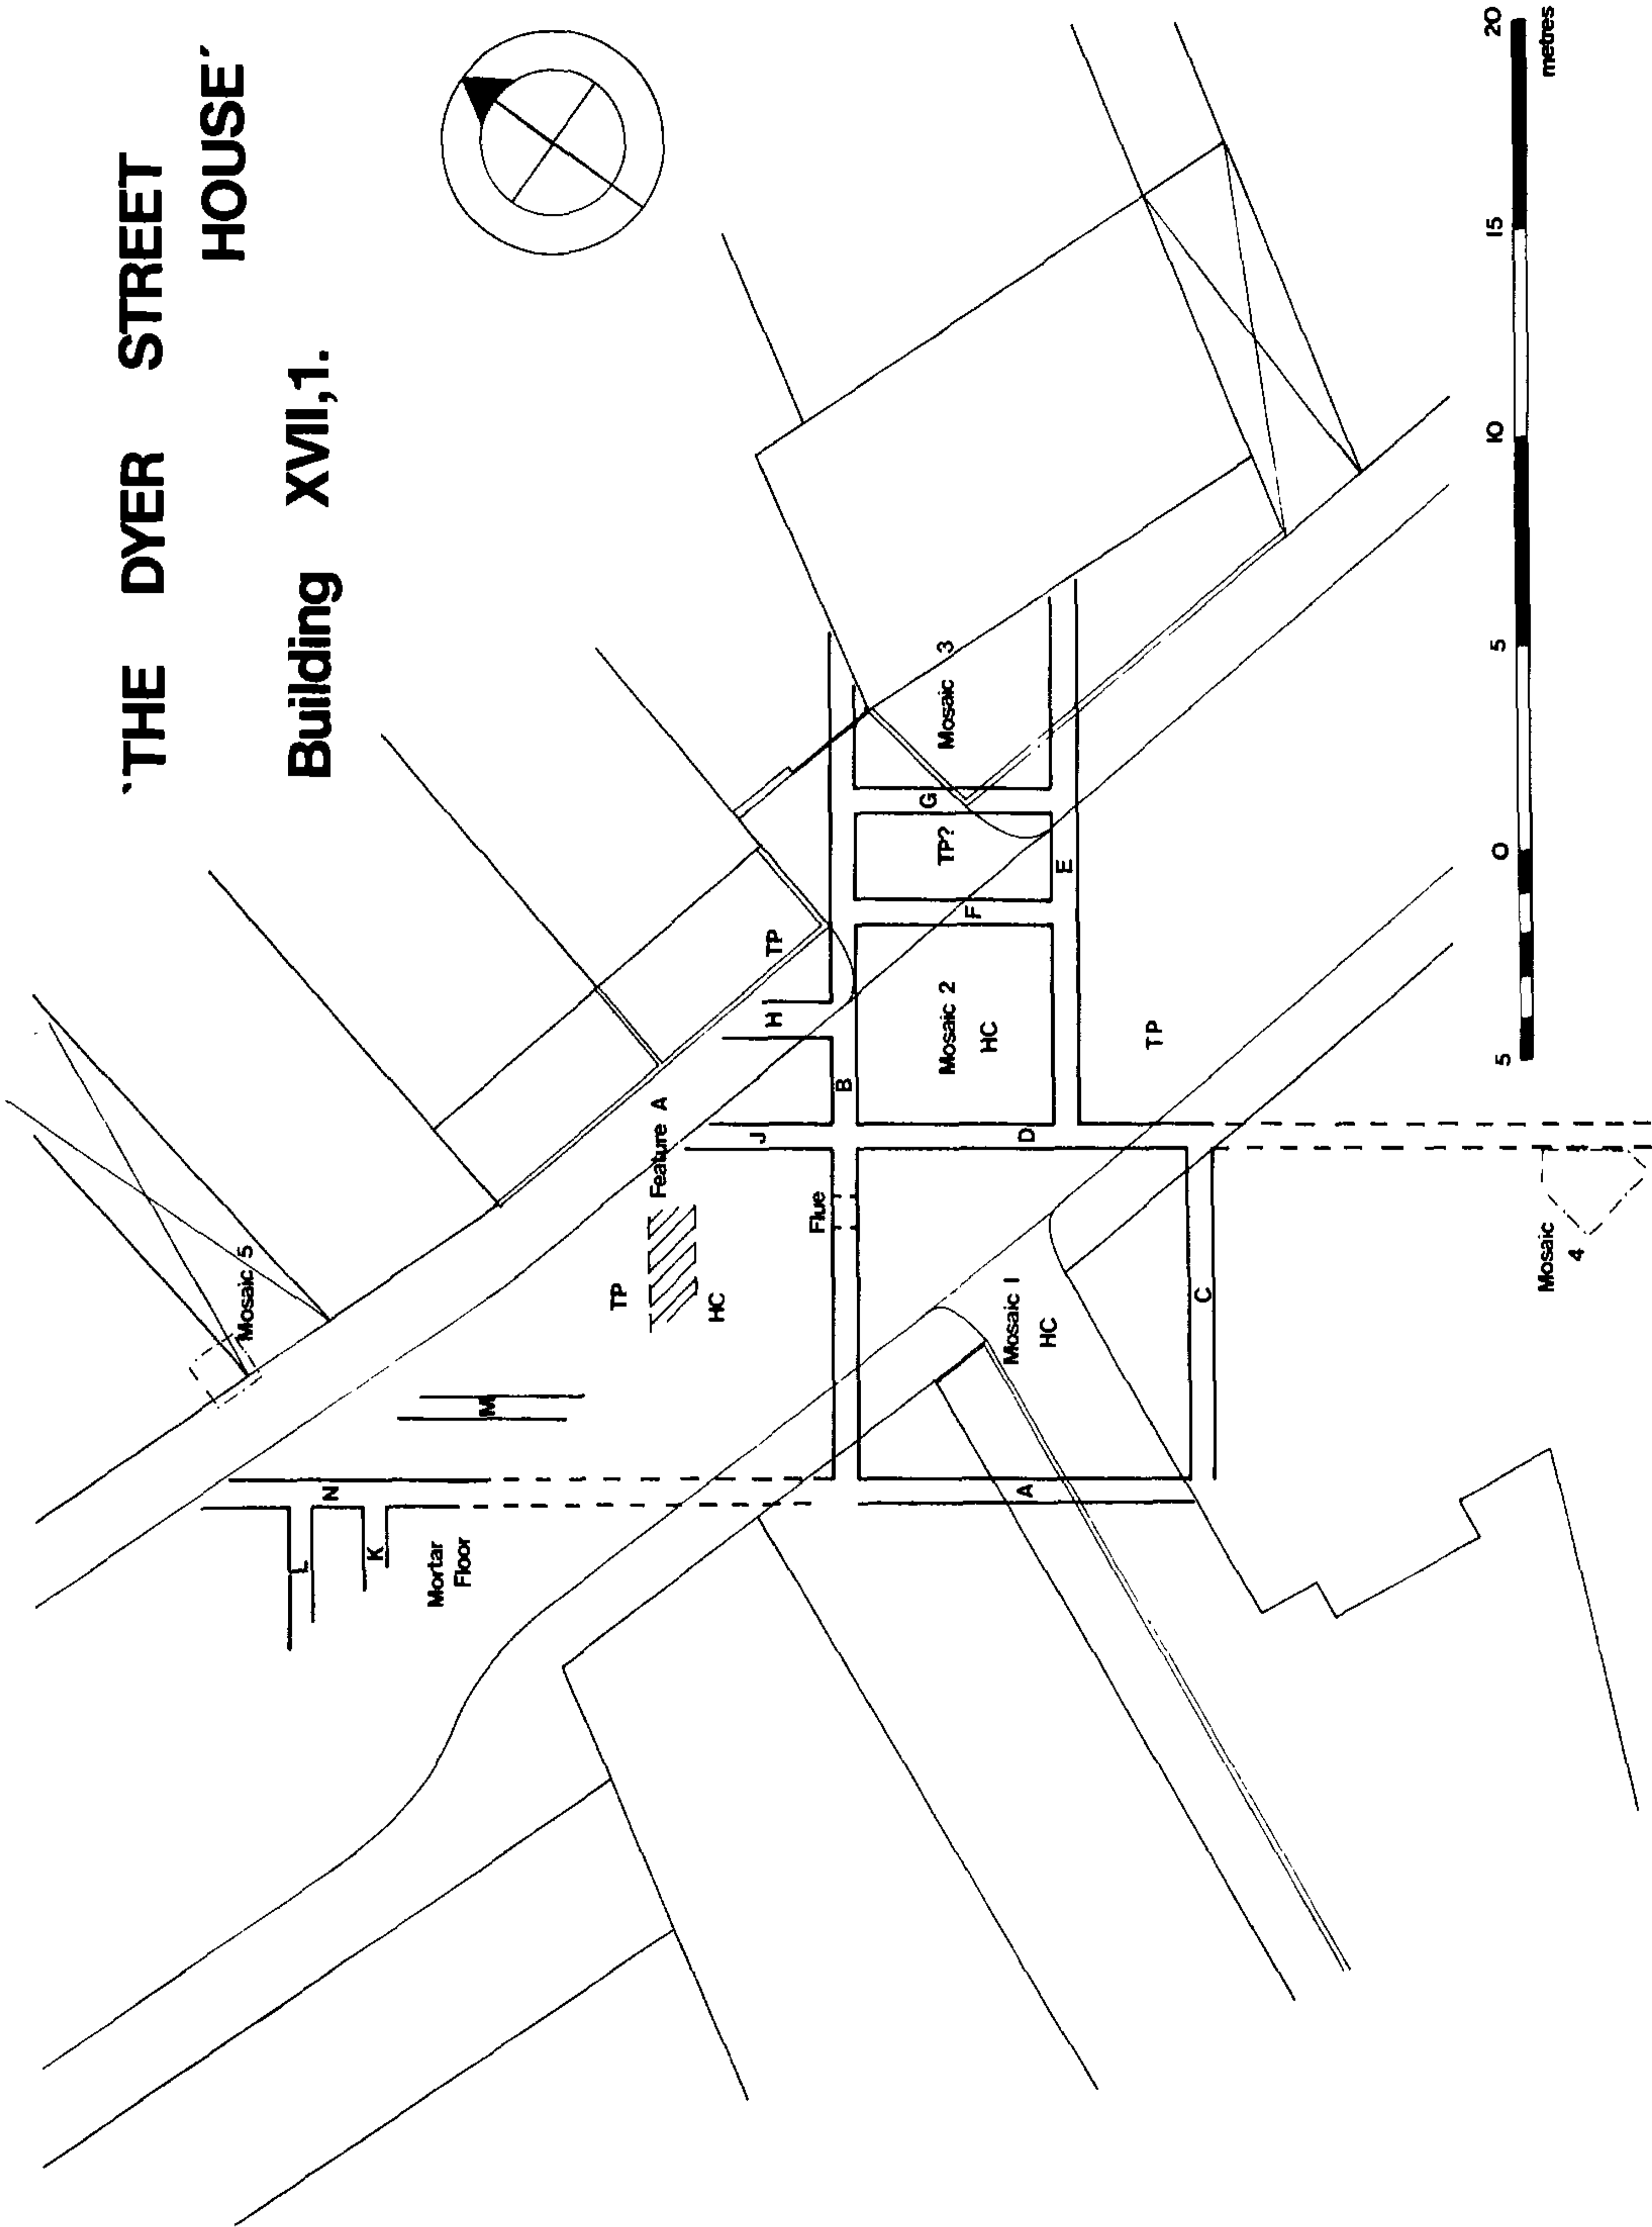 ‘THE DYER STREET
HOUSE’
Building XVII,1.
Mosaic 5
N
M
L
K
Mortar
Floor
TP
Feature A
HC
J
H
TP
Flue
B
Mosaic 1
HC
A
C
D
Mosaic 2
HC
F
TP?
G
Mosaic 3
E
TP
Mosaic
4
5 0 5 10 15 20
metres